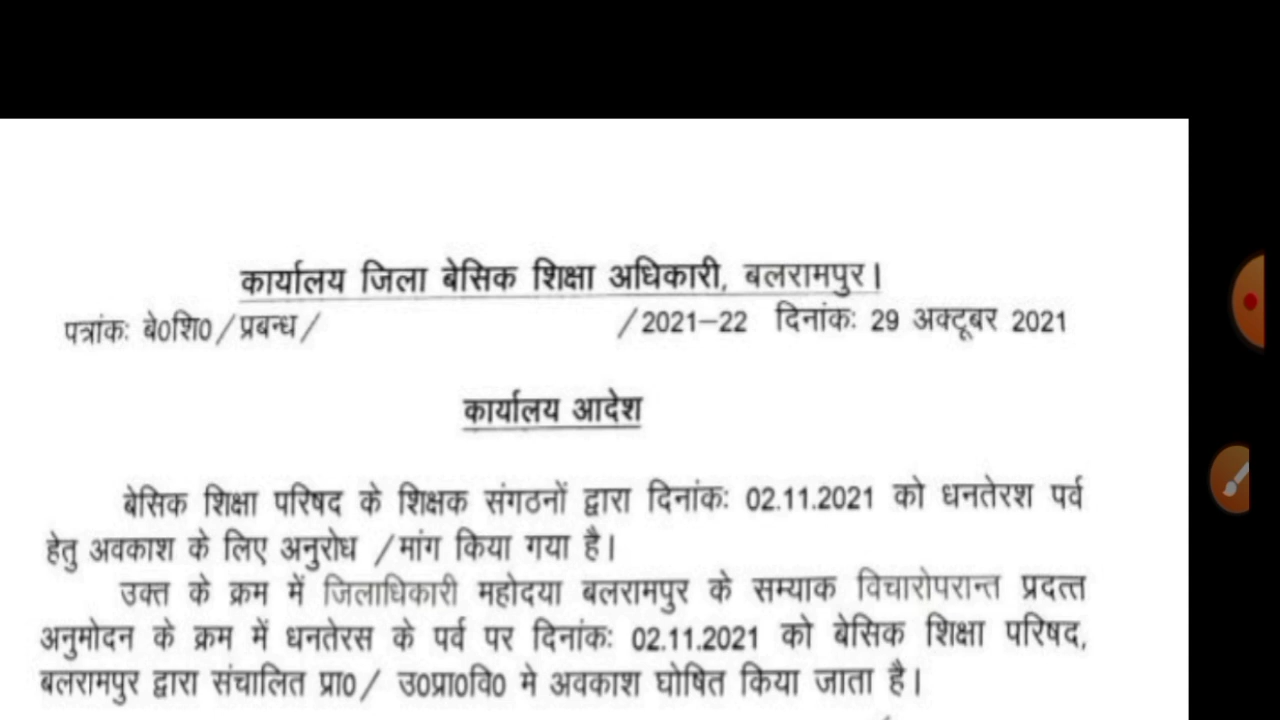 कार्यालय जिला बेसिक शिक्षा अधिकारी, बलरामपुर।
पत्रांकः बे0शि0/प्रबन्ध/ /2021–22 दिनांकः 29 अक्टूबर 2021
कार्यालय आदेश
बेसिक शिक्षा परिषद के शिक्षक संगठनों द्वारा दिनांकः 02.11.2021 को धनतेरश पर्व
हेतु अवकाश के लिए अनुरोध /मांग किया गया है।
उक्त के क्रम में जिलाधिकारी महोदया बलरामपुर के सम्याक विचारोपरान्त प्रदत्त
अनुमोदन के क्रम में धनतेरस के पर्व पर दिनांकः 02.11.2021 को बेसिक शिक्षा परिषद,
बलरामपुर द्वारा संचालित प्रा0/ उ0प्रा0वि0 मे अवकाश घोषित किया जाता है।